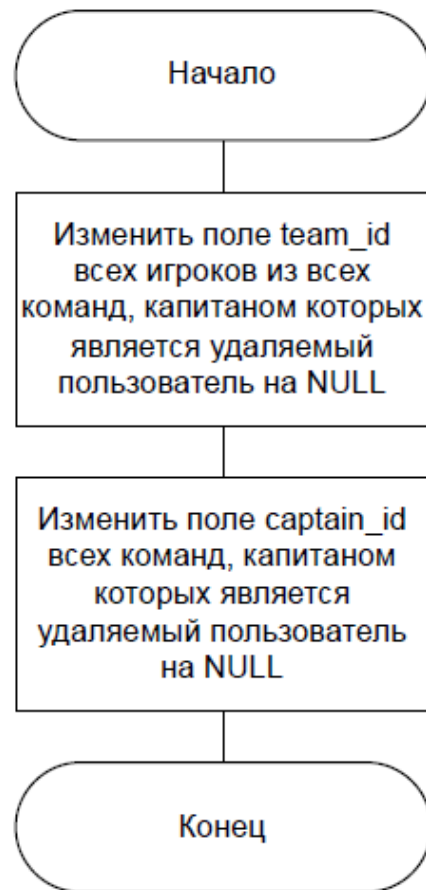 Начало
Изменить поле team_id
всех игроков из всех
команд, капитаном которых
является удаляемый
пользователь на NULL
Изменить поле captain_id
всех команд, капитаном
которых является
удаляемый пользователь
на NULL
Конец